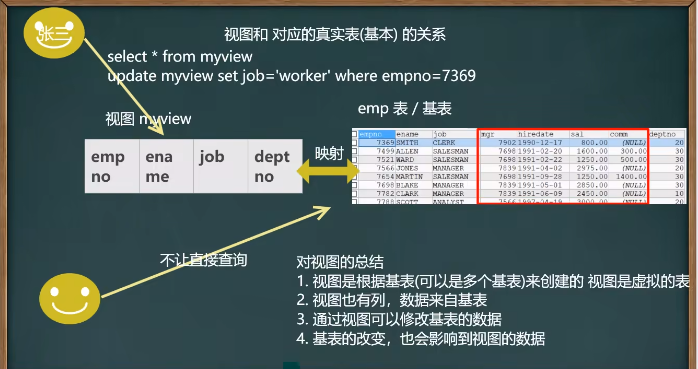 张三
视图和 对应的真实表(基本) 的关系
select * from myview
update myview set job='worker' where empno=7369
视图 myview
emp 表 / 基表
emp no
ena me
job
dept no
映射
empno ename job mgr hiredate sal comm deptno
7369 SMITH CLERK 7902 1990-12-17 800.00 (NULL) 20
7499 ALLEN SALESMAN 7698 1991-02-20 1600.00 300.00 30
7521 WARD SALESMAN 7698 1991-02-22 1250.00 500.00 30
7566 JONES MANAGER 7839 1991-04-02 2975.00 (NULL) 20
7654 MARTIN SALESMAN 7698 1991-09-28 1250.00 1400.00 30
7698 BLAKE MANAGER 7839 1991-05-01 2850.00 (NULL) 30
7782 CLARK MANAGER 7839 1991-06-09 2450.00 (NULL) 10
7788 SCOTT ANALYST 7566 1997-04-19 3000.00 (NULL) 20
不让直接查询
对视图的总结
1. 视图是根据基表(可以是多个基表)来创建的 视图是虚拟的表
2. 视图也有列，数据来自基表
3. 通过视图可以修改基表的数据
4. 基表的改变，也会影响到视图的数据